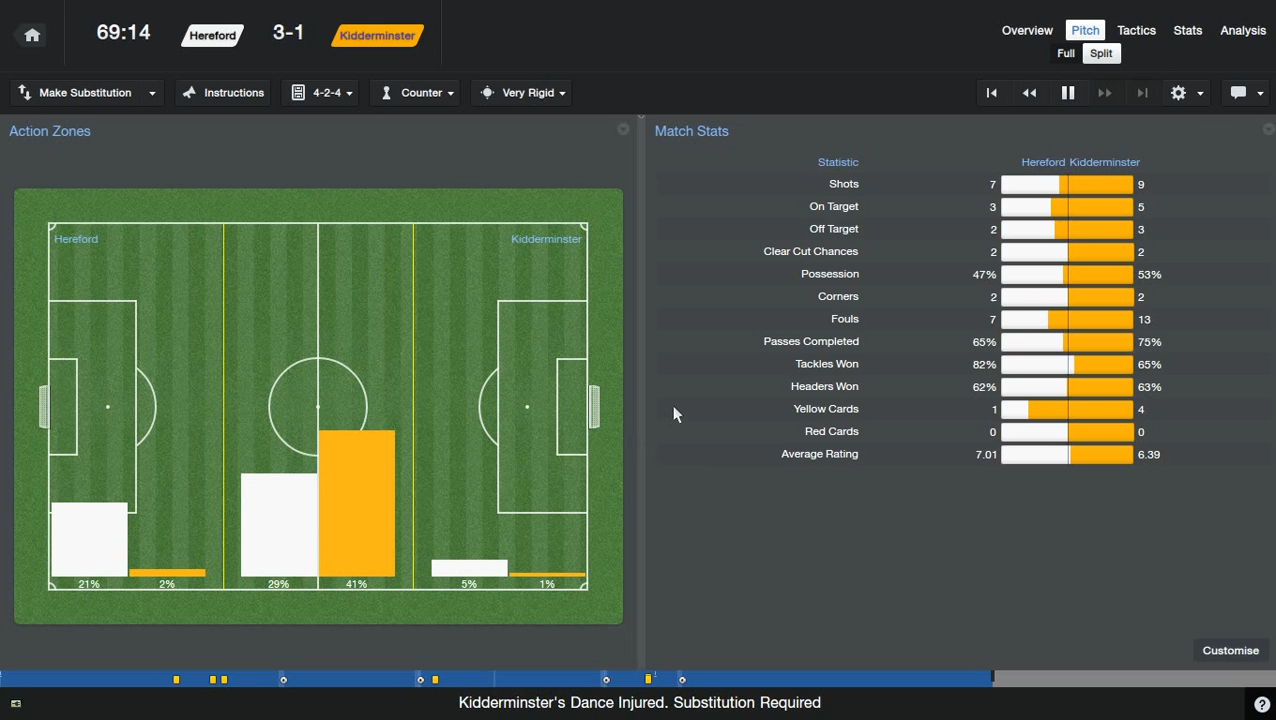 69:14 Hereford 3-1 Kidderminster
Overview Pitch Tactics Stats Analysis
Full Split
Make Substitution Instructions 4-2-4 Counter Very Rigid
Action Zones
Match Stats
Statistic Hereford Kidderminster
Shots 7 9
On Target 3 5
Off Target 2 3
Clear Cut Chances 2 2
Possession 47% 53%
Corners 2 2
Fouls 7 13
Passes Completed 65% 75%
Tackles Won 82% 65%
Headers Won 62% 63%
Yellow Cards 1 4
Red Cards 0 0
Average Rating 7.01 6.39
Hereford Kidderminster
21% 2% 29% 41% 5% 1%
Customise
Kidderminster's Dance Injured. Substitution Required
?